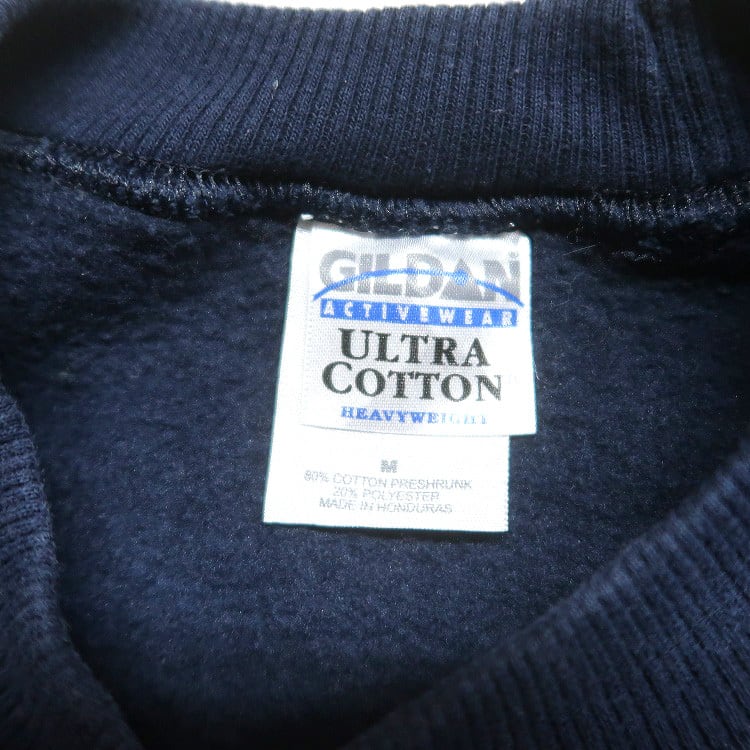 GILDAN
ACTIVEWEAR
ULTRA
COTTON
HEAVYWEIGHT
M
80% COTTON PRESHRUNK
20% POLYESTER
MADE IN HONDURAS